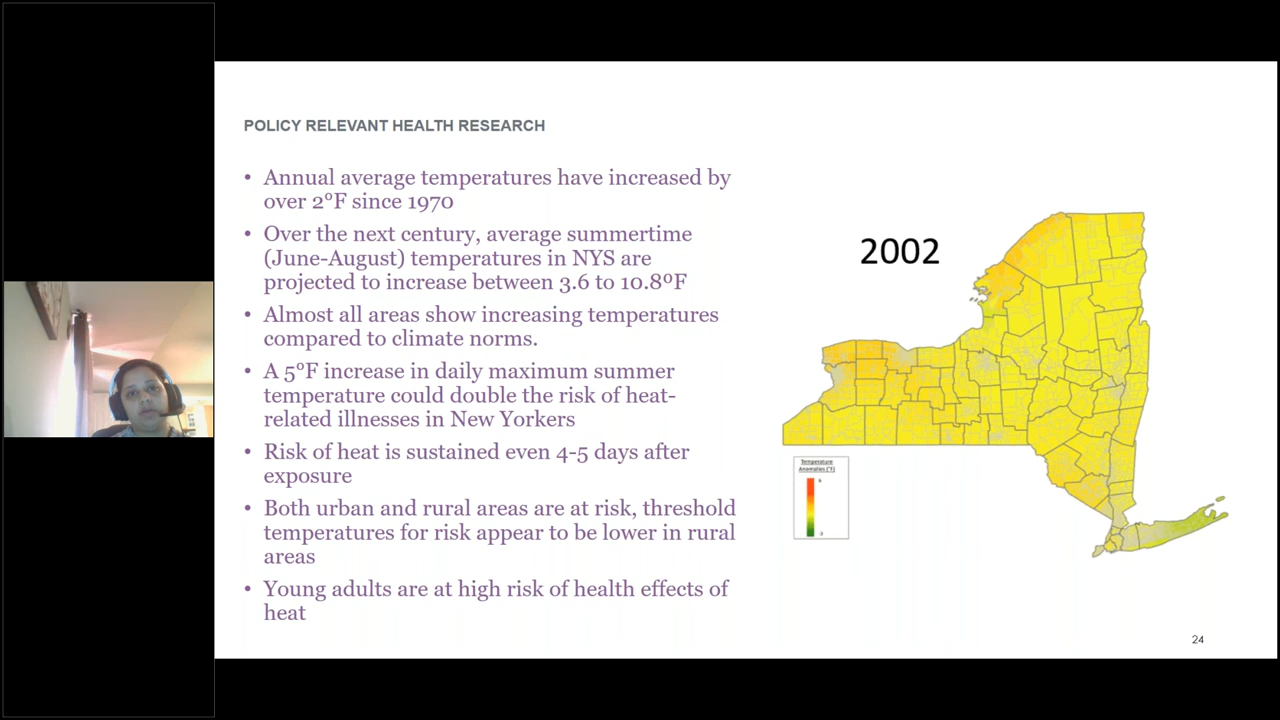 POLICY RELEVANT HEALTH RESEARCH
• Annual average temperatures have increased by
over 2°F since 1970
• Over the next century, average summertime
(June-August) temperatures in NYS are
projected to increase between 3.6 to 10.8ºF
• Almost all areas show increasing temperatures
compared to climate norms.
• A 5°F increase in daily maximum summer
temperature could double the risk of heat-
related illnesses in New Yorkers
• Risk of heat is sustained even 4-5 days after
exposure
• Both urban and rural areas are at risk, threshold
temperatures for risk appear to be lower in rural
areas
• Young adults are at high risk of health effects of
heat
2002
Temperature
Anomalies (°F)
24